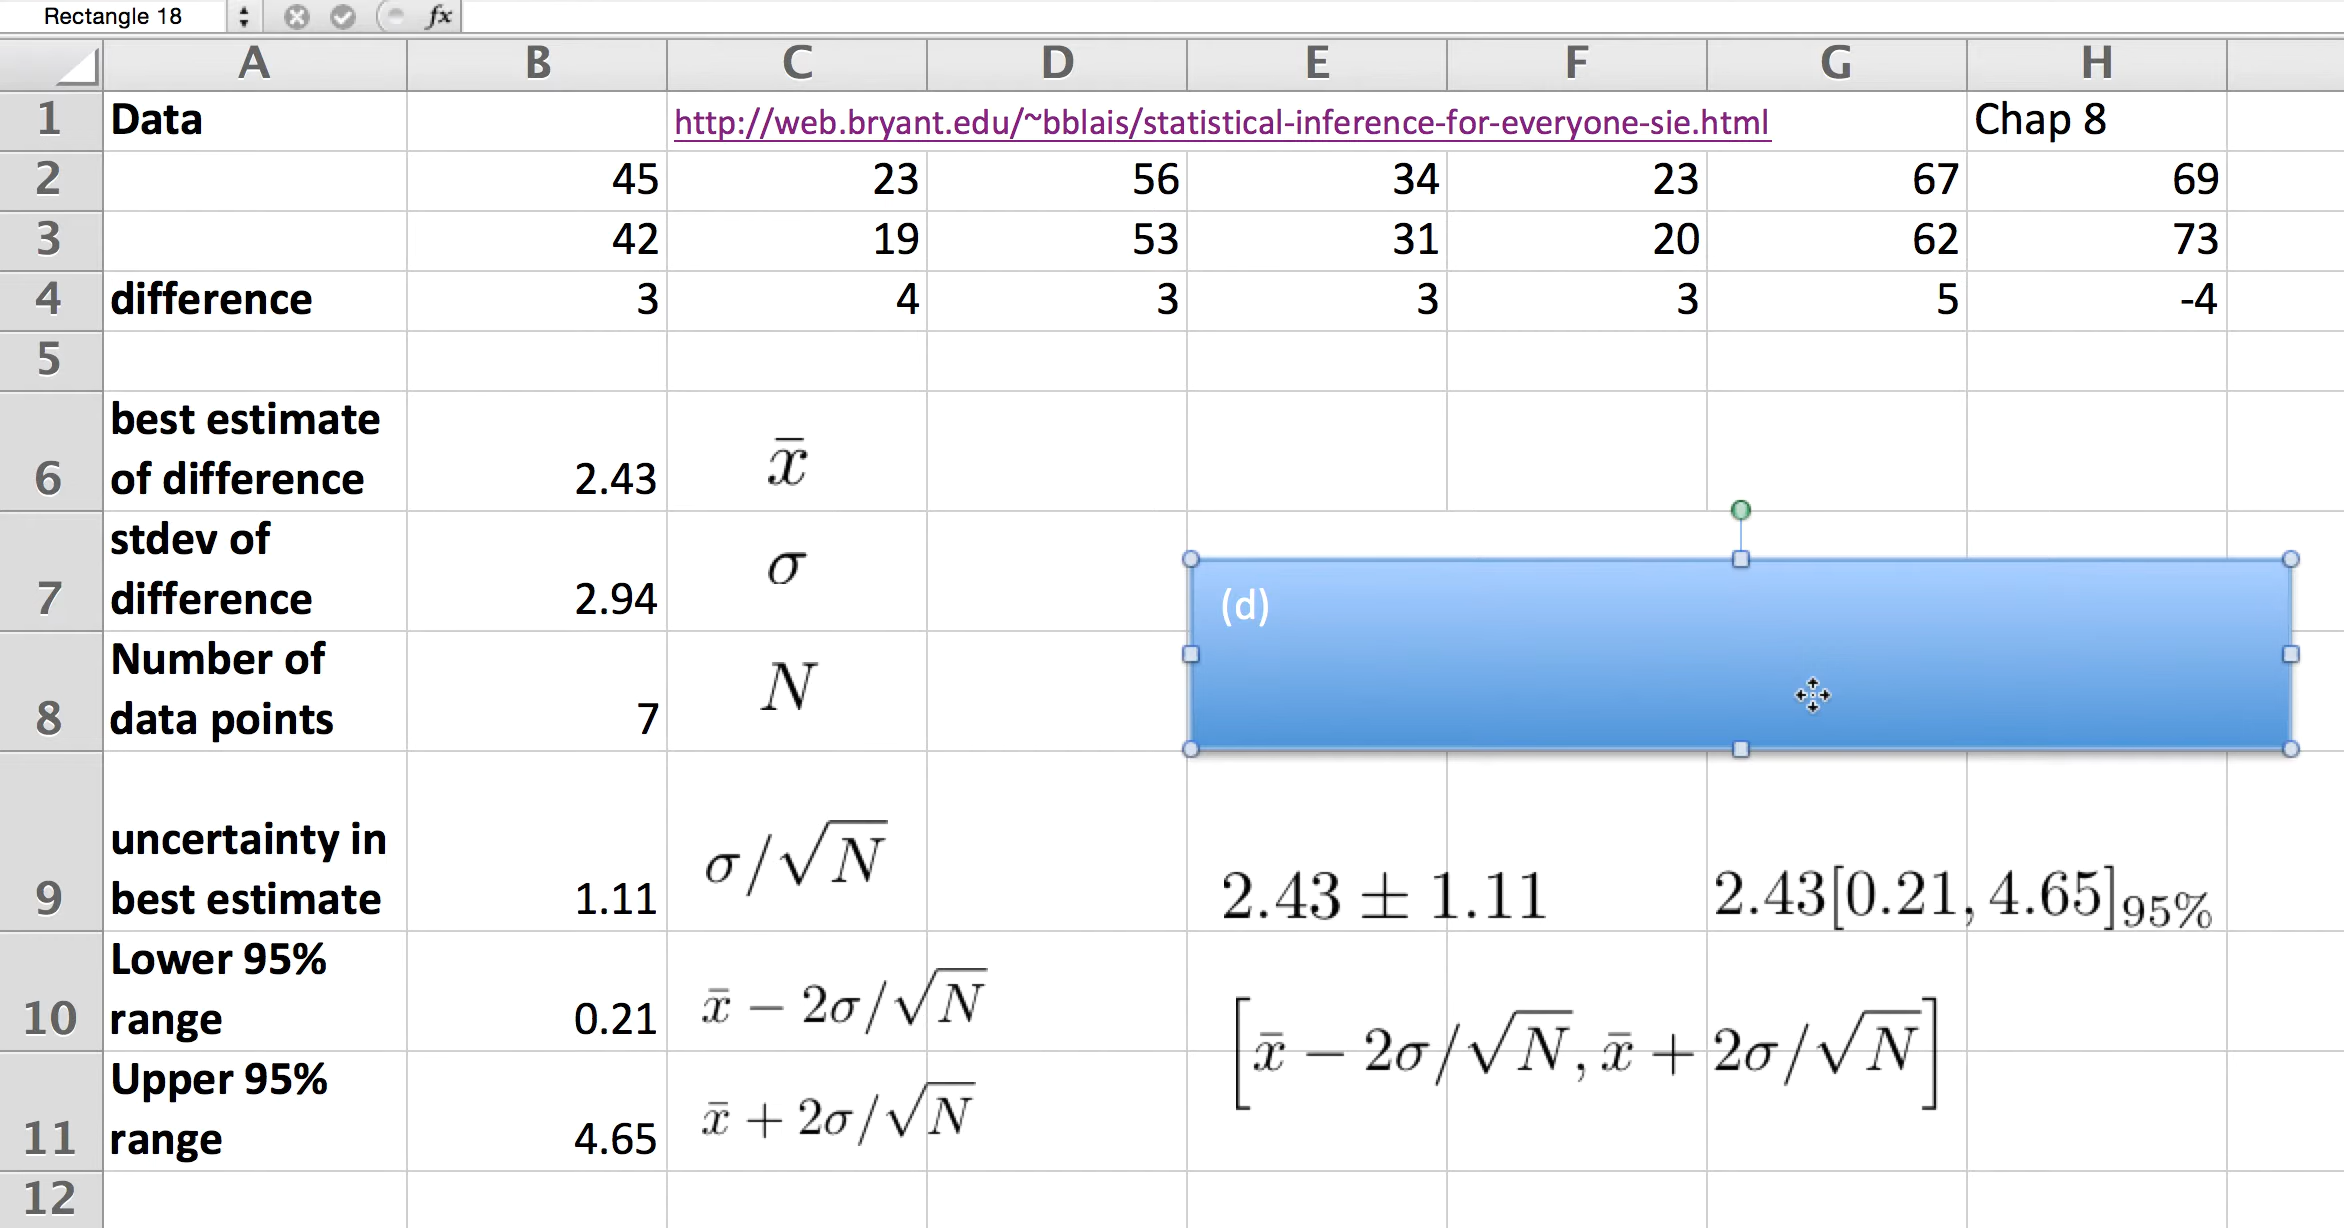 Rectangle 18 fx
A B C D E F G H
1 Data http://web.bryant.edu/~bblais/statistical-inference-for-everyone-sie.html Chap 8
2 45 23 56 34 23 67 69
3 42 19 53 31 20 62 73
4 difference 3 4 3 3 3 5 -4
5
best estimate
6 of difference 2.43 x̄
stdev of
7 difference 2.94 σ
(d)
Number of
8 data points 7 N
uncertainty in
9 best estimate 1.11 σ/√N 2.43 ± 1.11 2.43[0.21, 4.65]95%
Lower 95%
10 range 0.21 x̄ − 2σ/√N
[x̄ − 2σ/√N, x̄ + 2σ/√N]
Upper 95%
11 range 4.65 x̄ + 2σ/√N
12